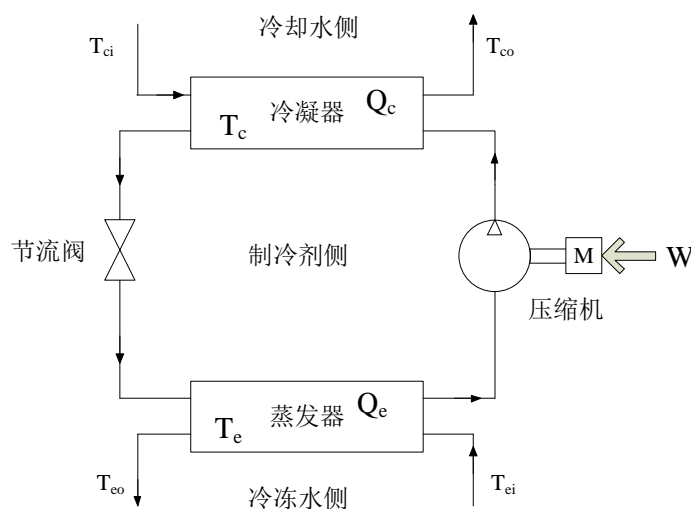 冷却水侧
Tci
Tco
冷凝器
Qc
Tc
节流阀
制冷剂侧
M
W
压缩机
蒸发器
Qe
Te
Teo
冷冻水侧
Tei